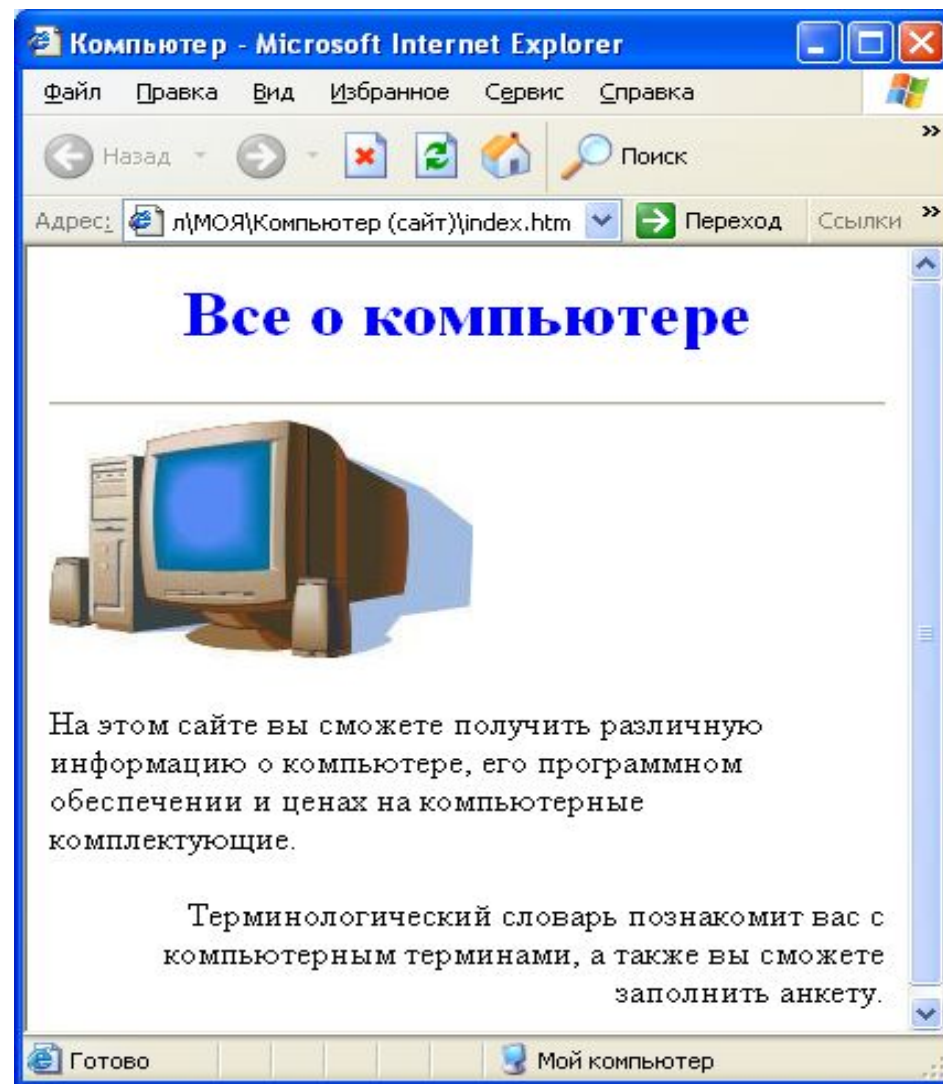 Компьютер - Microsoft Internet Explorer
Файл Правка Вид Избранное Сервис Справка
Назад Поиск »
Адрес: л\МОЯ\Компьютер (сайт)\index.htm Переход Ссылки »
Все о компьютере
На этом сайте вы сможете получить различную
информацию о компьютере, его программном
обеспечении и ценах на компьютерные
комплектующие.
Терминологический словарь познакомит вас с
компьютерным терминами, а также вы сможете
заполнить анкету.
Готово Мой компьютер